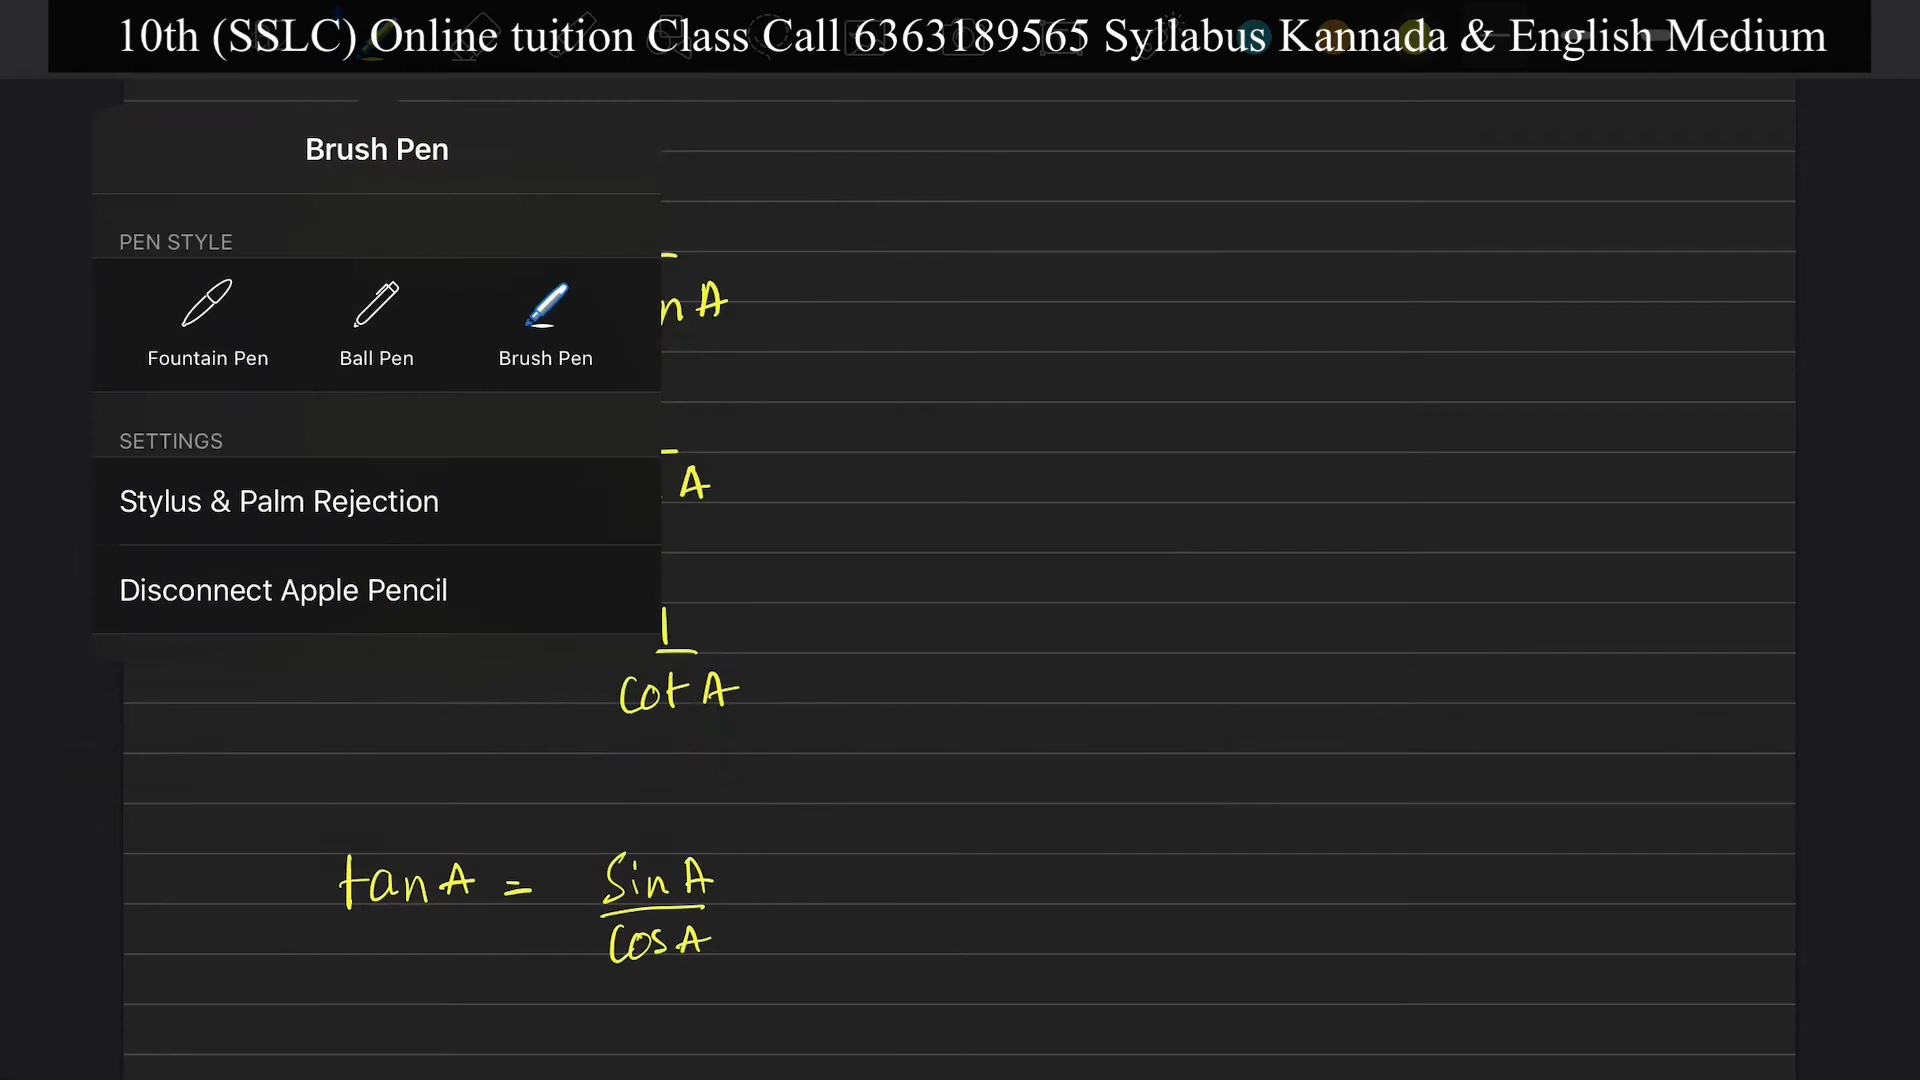 10th (SSLC) Online tuition Class Call 6363189565 Syllabus Kannada & English Medium
Brush Pen
PEN STYLE
Fountain Pen Ball Pen Brush Pen
n A
SETTINGS
Stylus & Palm Rejection
A
Disconnect Apple Pencil
1
cot A
tan A = Sin A
cos A